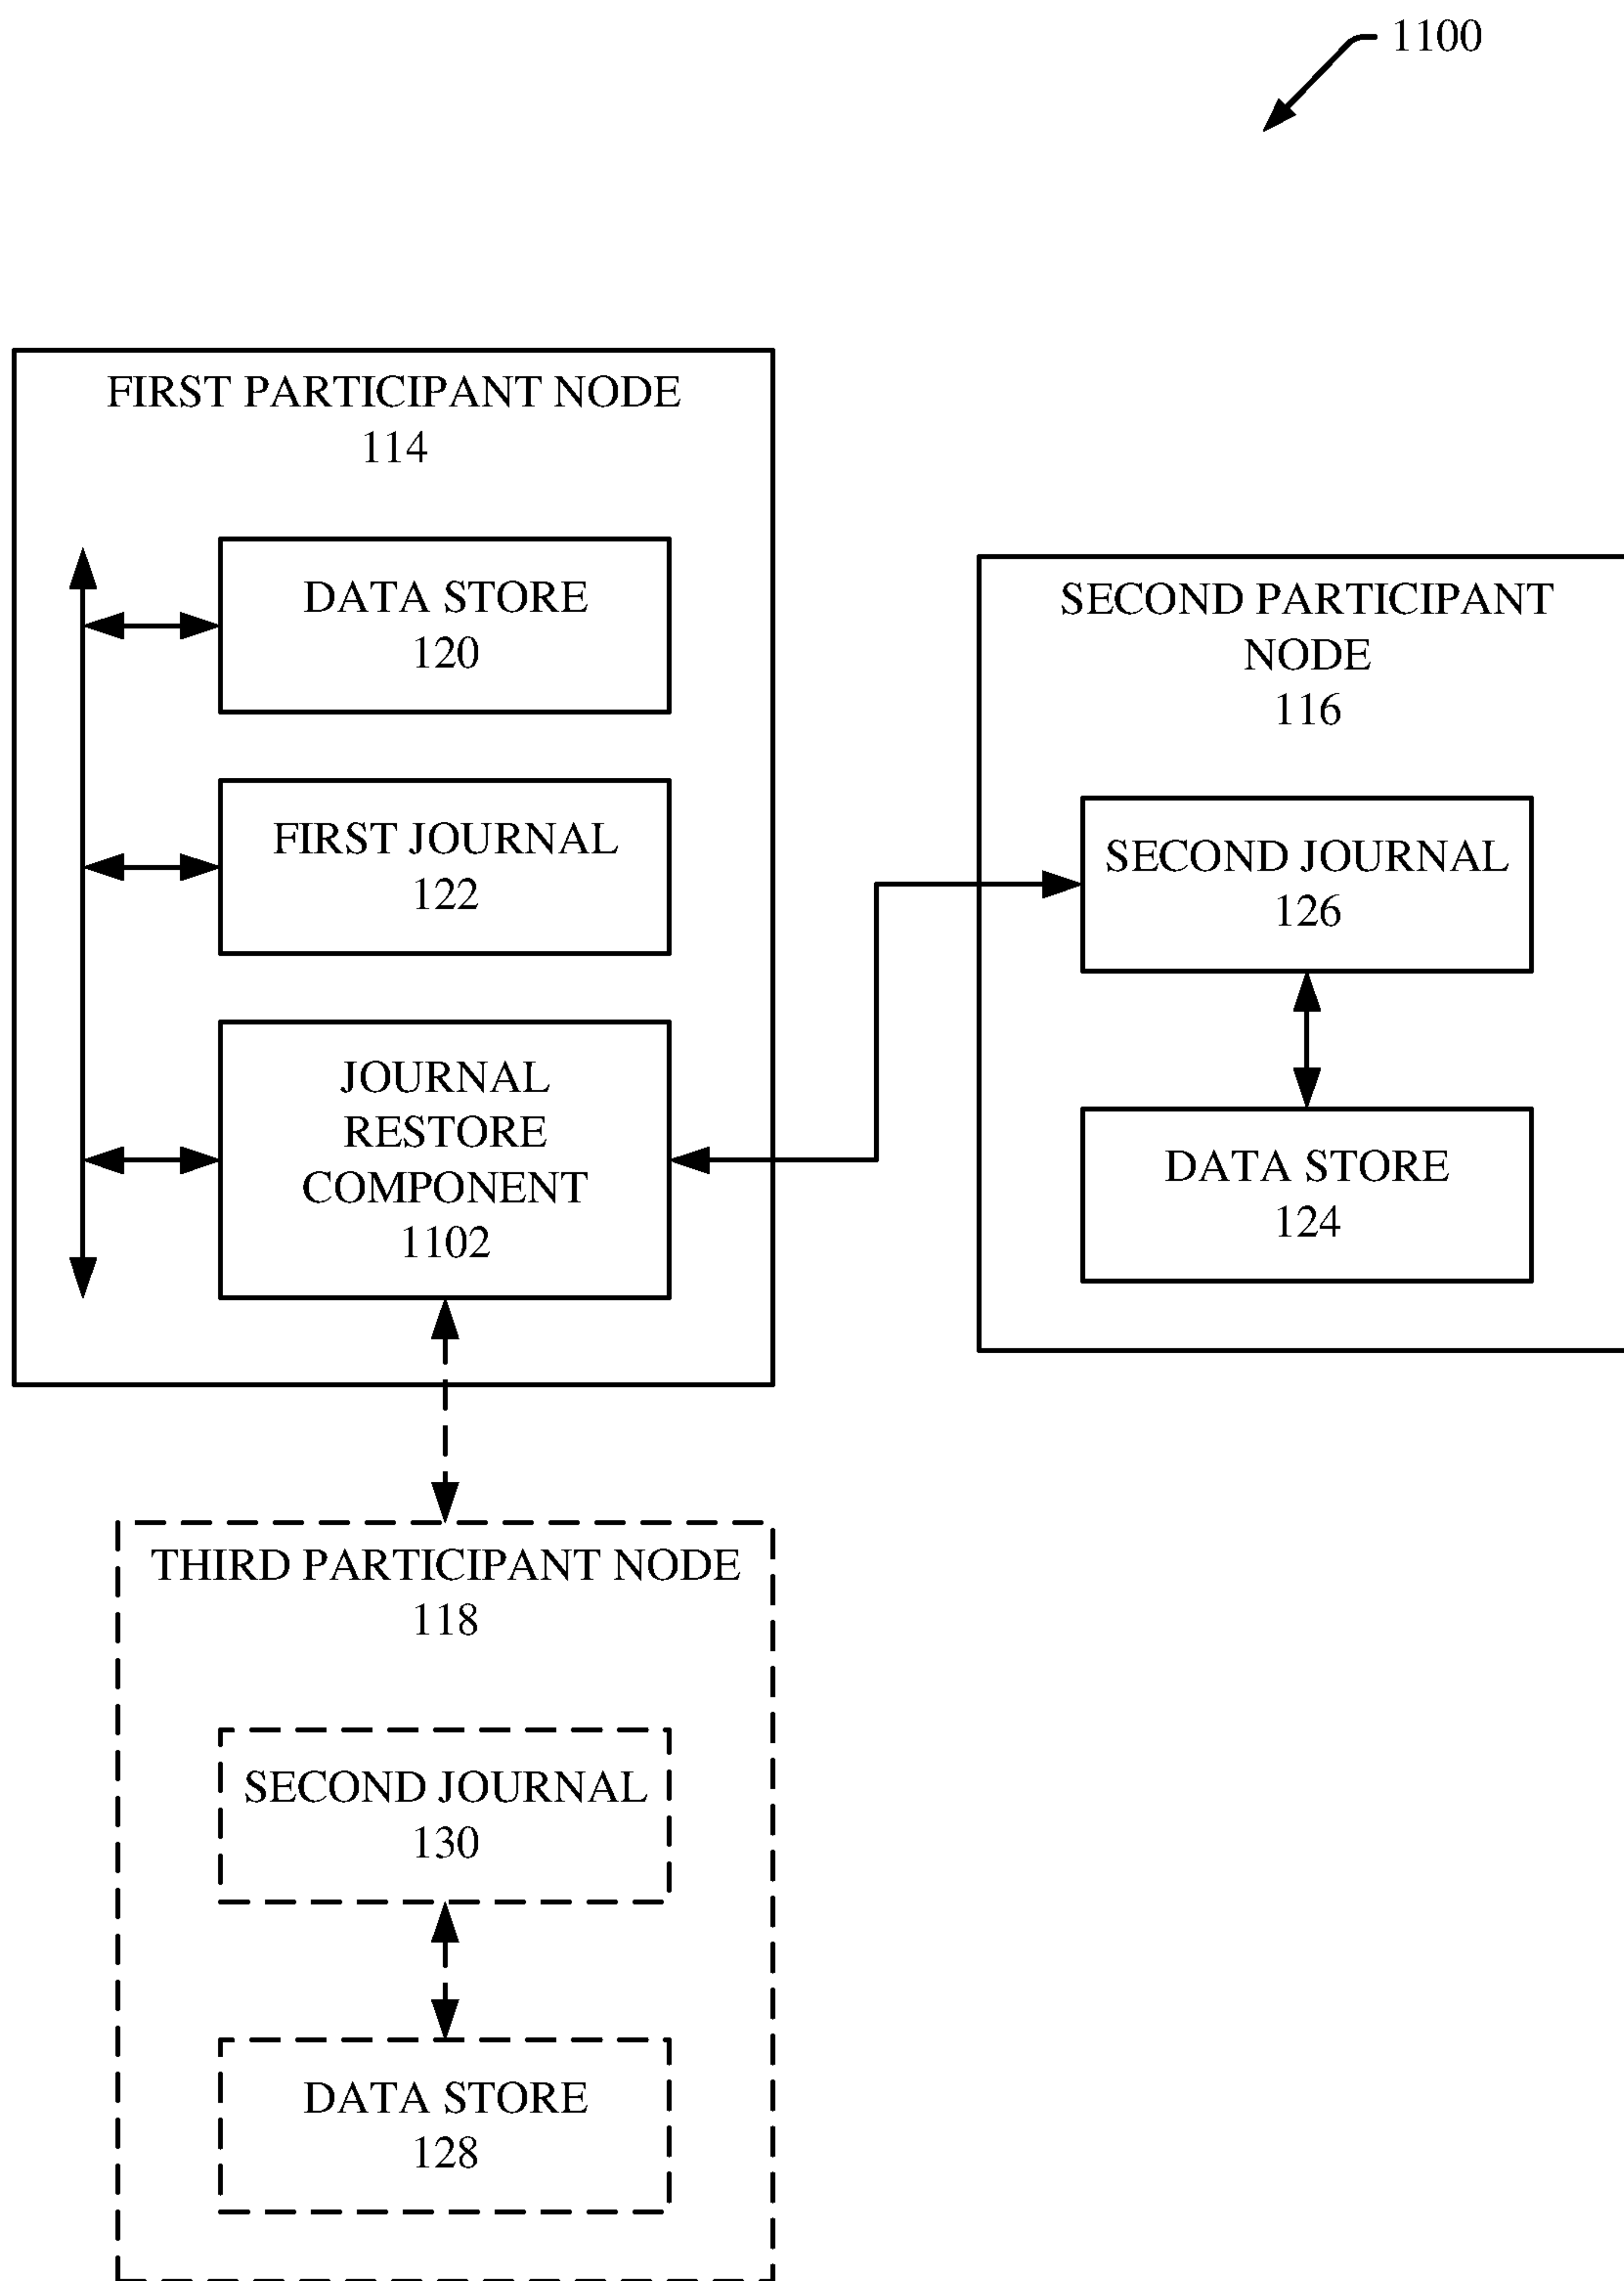 1100
FIRST PARTICIPANT NODE
114
DATA STORE
120
FIRST JOURNAL
122
JOURNAL
RESTORE
COMPONENT
1102
SECOND PARTICIPANT
NODE
116
SECOND JOURNAL
126
DATA STORE
124
THIRD PARTICIPANT NODE
118
SECOND JOURNAL
130
DATA STORE
128